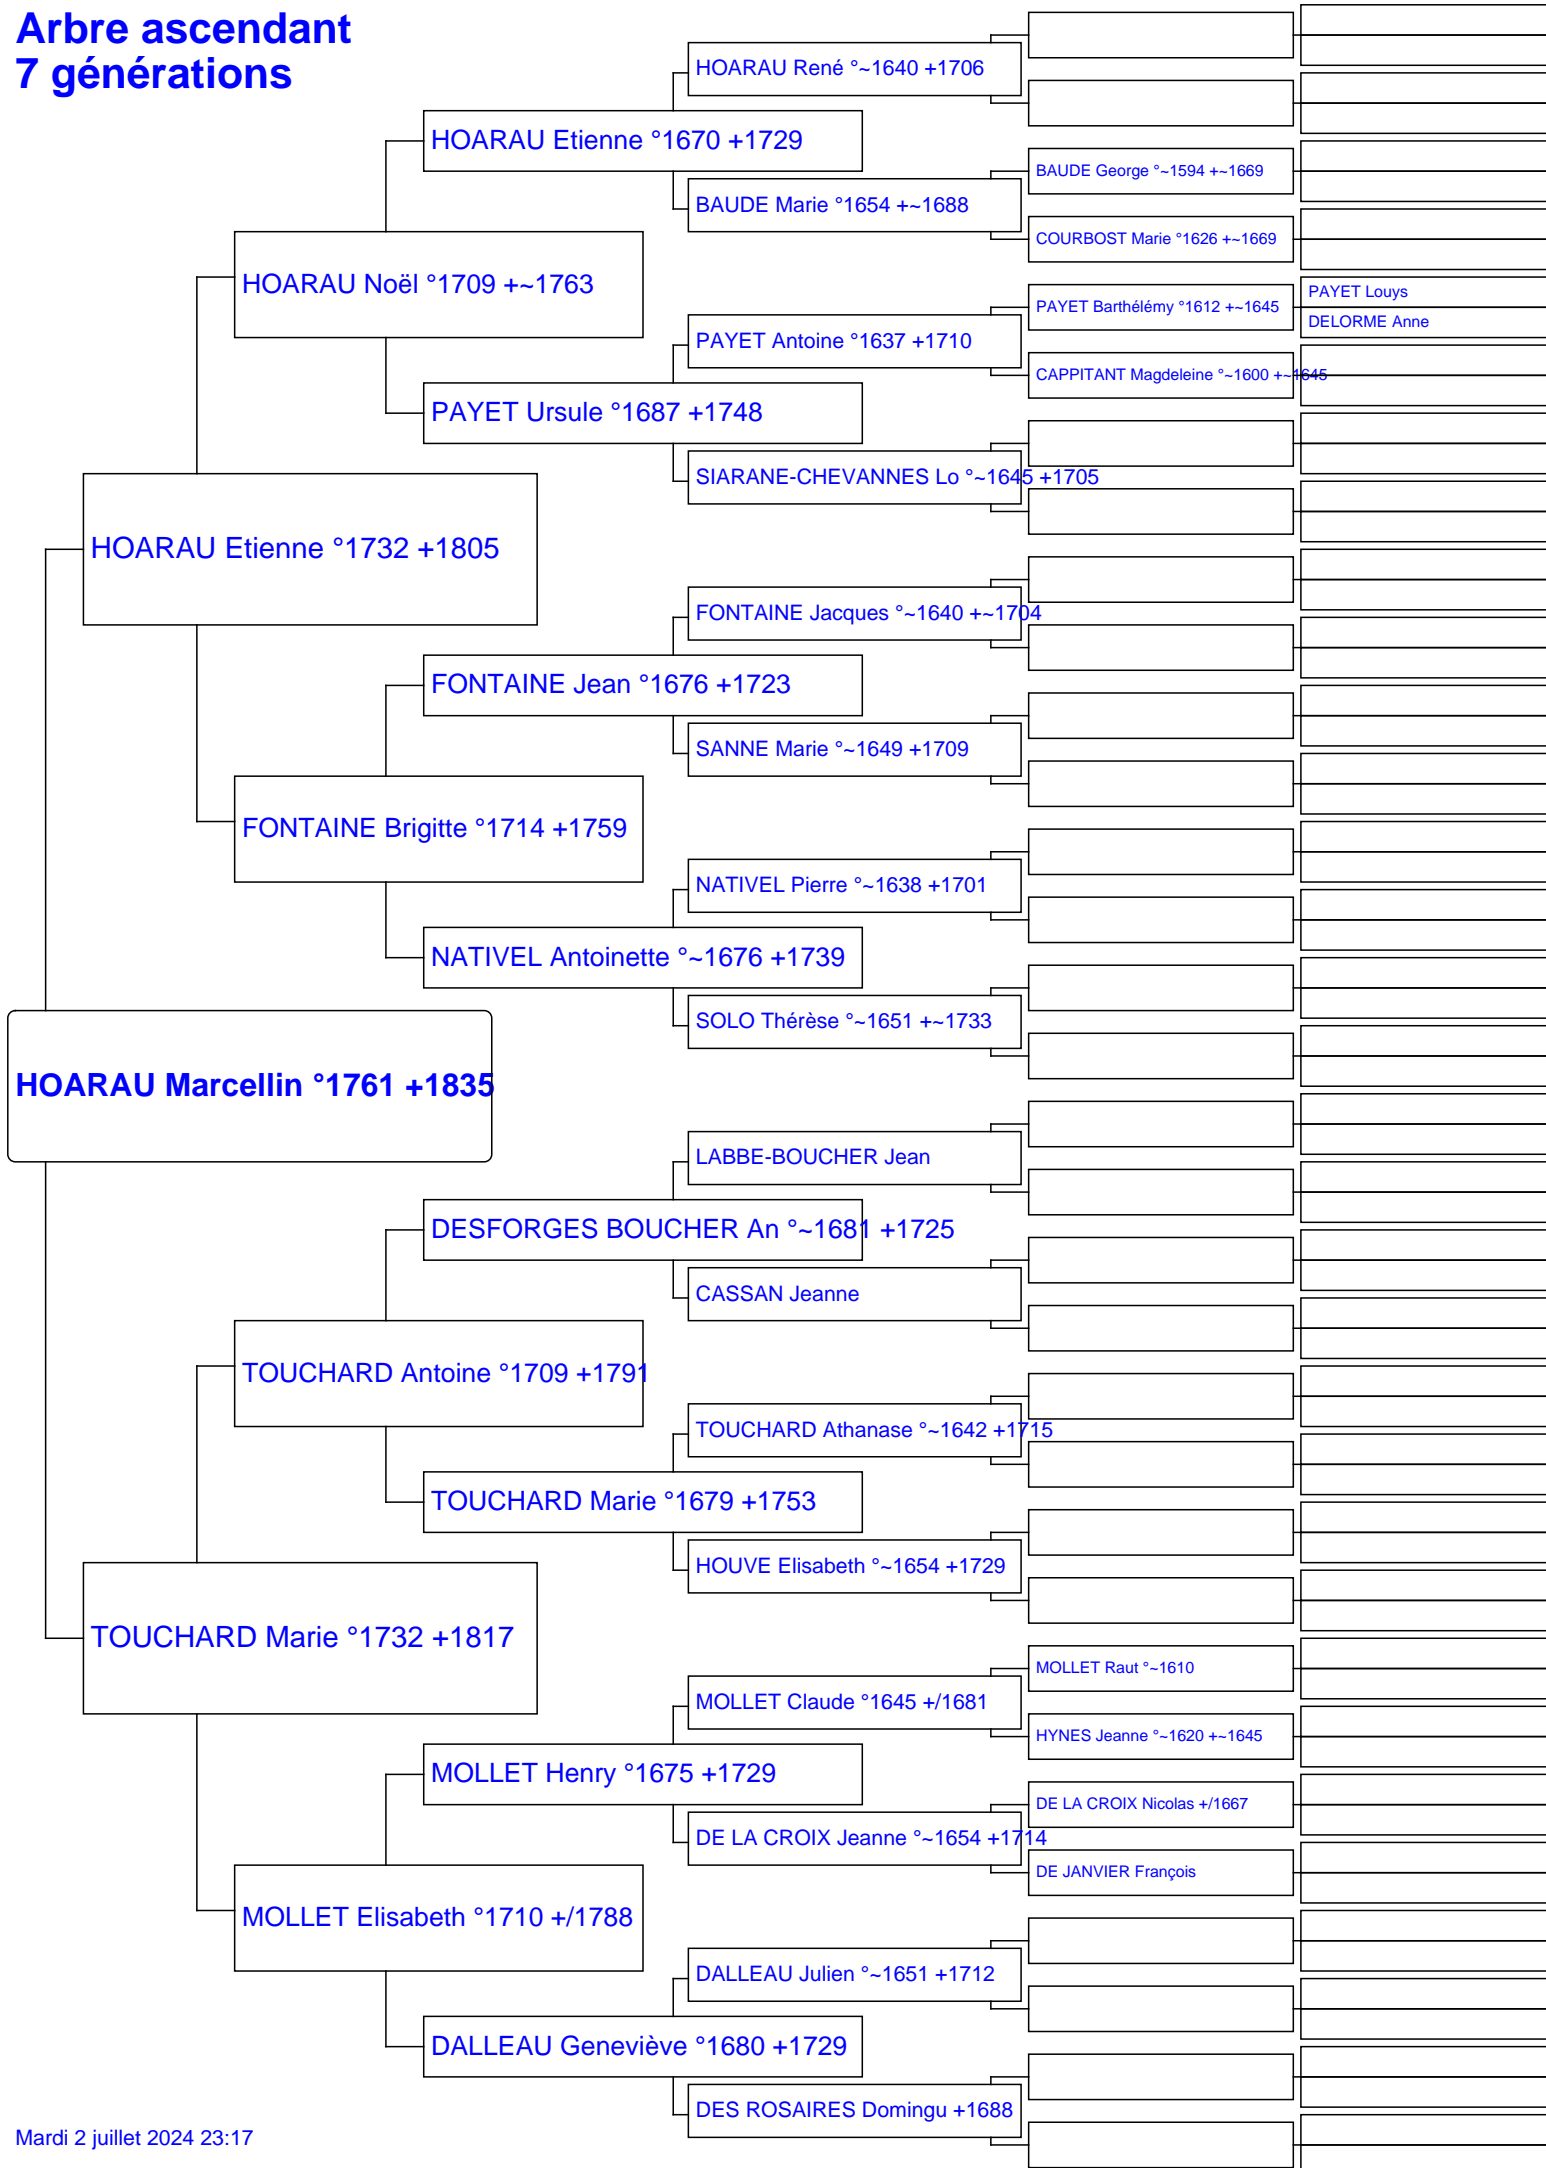 Arbre ascendant
7 générations
HOARAU René °~1640 +1706
HOARAU Etienne °1670 +1729
BAUDE George °~1594 +~1669
BAUDE Marie °1654 +~1688
COURBOST Marie °1626 +~1669
HOARAU Noël °1709 +~1763
PAYET Louys
PAYET Barthélémy °1612 +~1645
DELORME Anne
PAYET Antoine °1637 +1710
CAPPITANT Magdeleine °~1600 +~1645
PAYET Ursule °1687 +1748
SIARANE-CHEVANNES Lo °~1645 +1705
HOARAU Etienne °1732 +1805
FONTAINE Jacques °~1640 +~1704
FONTAINE Jean °1676 +1723
SANNE Marie °~1649 +1709
FONTAINE Brigitte °1714 +1759
NATIVEL Pierre °~1638 +1701
NATIVEL Antoinette °~1676 +1739
SOLO Thérèse °~1651 +~1733
HOARAU Marcellin °1761 +1835
LABBE-BOUCHER Jean
DESFORGES BOUCHER An °~1681 +1725
CASSAN Jeanne
TOUCHARD Antoine °1709 +1791
TOUCHARD Athanase °~1642 +1715
TOUCHARD Marie °1679 +1753
HOUVE Elisabeth °~1654 +1729
TOUCHARD Marie °1732 +1817
MOLLET Raut °~1610
MOLLET Claude °1645 +/1681
HYNES Jeanne °~1620 +~1645
MOLLET Henry °1675 +1729
DE LA CROIX Nicolas +/1667
DE LA CROIX Jeanne °~1654 +1714
DE JANVIER François
MOLLET Elisabeth °1710 +/1788
DALLEAU Julien °~1651 +1712
DALLEAU Geneviève °1680 +1729
DES ROSAIRES Domingu +1688
Mardi 2 juillet 2024 23:17